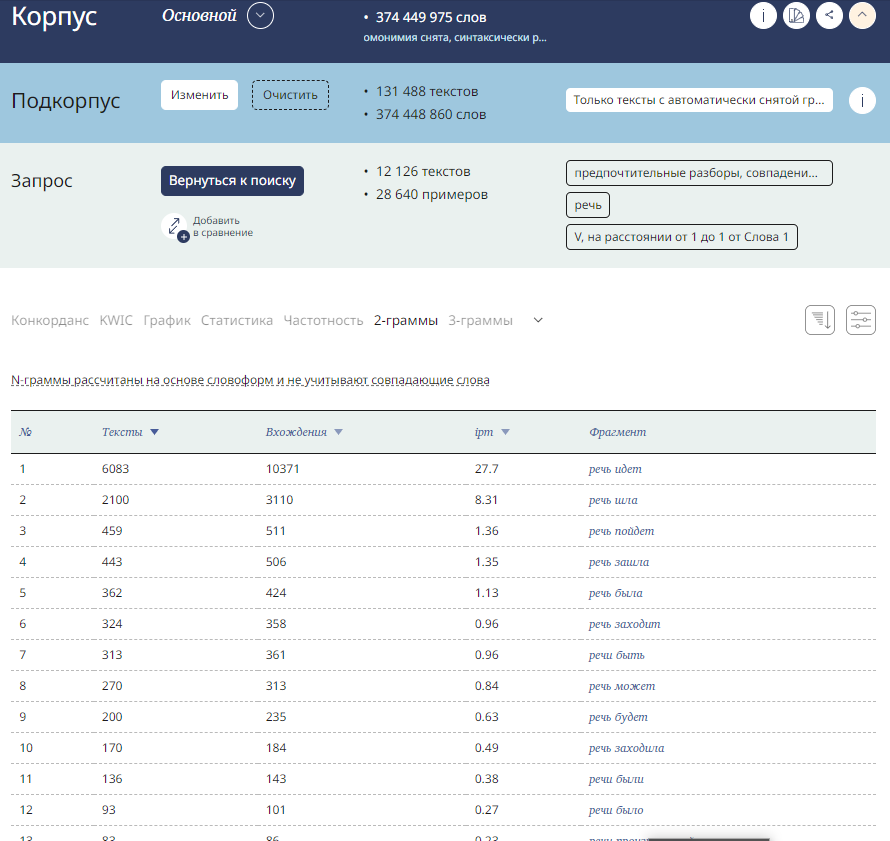 Корпус
Основной
• 374 449 975 слов
омонимия снята, синтаксически р...
i
Подкорпус
Изменить
Очистить
• 131 488 текстов
• 374 448 860 слов
Только тексты с автоматически снятой гр...
i
Запрос
Вернуться к поиску
Добавить
в сравнение
• 12 126 текстов
• 28 640 примеров
предпочтительные разборы, совпадени...
речь
V, на расстоянии от 1 до 1 от Слова 1
Конкорданс KWIC График Статистика Частотность 2-граммы 3-граммы
N-граммы рассчитаны на основе словоформ и не учитывают совпадающие слова
№ Тексты Вхождения ipm Фрагмент
1 6083 10371 27.7 речь идет
2 2100 3110 8.31 речь шла
3 459 511 1.36 речь пойдет
4 443 506 1.35 речь зашла
5 362 424 1.13 речь была
6 324 358 0.96 речь заходит
7 313 361 0.96 речи быть
8 270 313 0.84 речь может
9 200 235 0.63 речь будет
10 170 184 0.49 речь заходила
11 136 143 0.38 речи были
12 93 101 0.27 речи было
13 83 86 0.23 речи